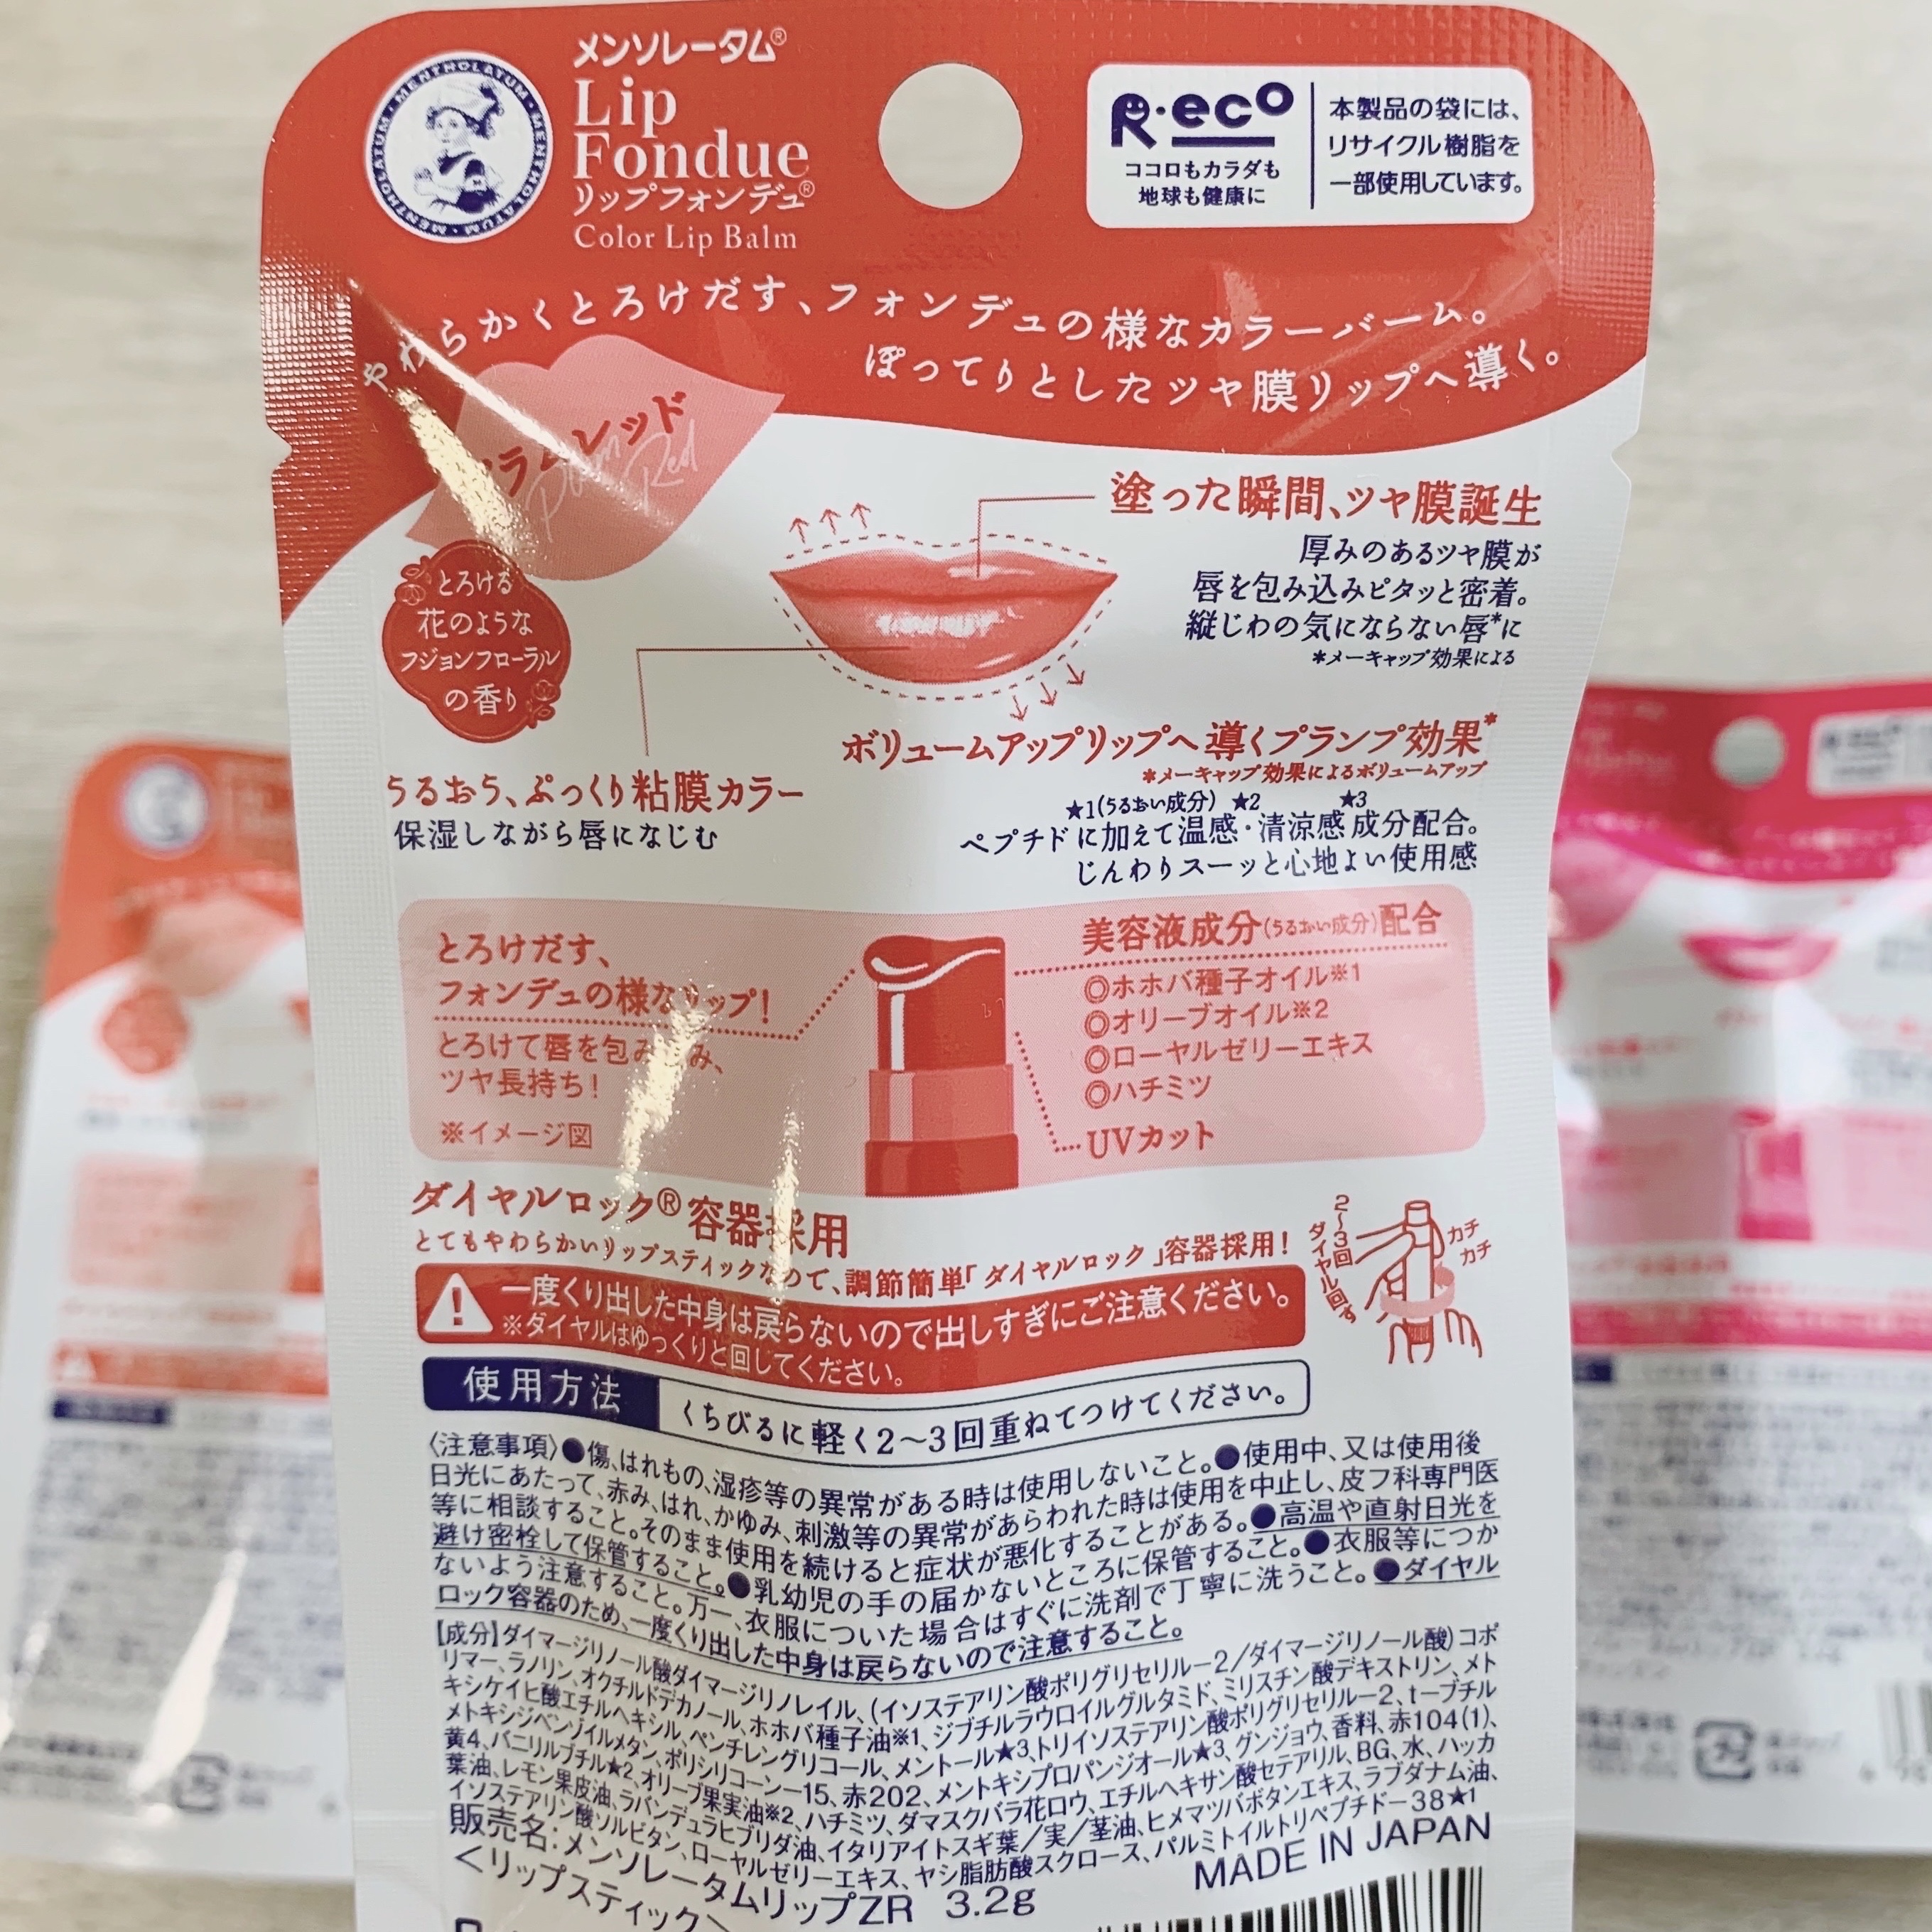 メンソレータム®
Lip
Fondue
リップフォンデュ®
Color Lip Balm
MENTHOLATUM・MENTHOLATUM・MENTHOLATUM
R・eco
ココロもカラダも
地球も健康に
本製品の袋には、
リサイクル樹脂を
一部使用しています。
やわらかくとろけだす、フォンデュの様なカラーバーム。
ぽってりとしたツヤ膜リップへ導く。
レッド
Plum
Red
とろける
花のような
フジョンフローラル
の香り
塗った瞬間、ツヤ膜誕生
厚みのあるツヤ膜が
唇を包み込みピタッと密着。
縦じわの気にならない唇*に
*メーキャップ効果による
ボリュームアップリップへ導くプランプ効果*
*メーキャップ効果によるボリュームアップ
うるおう、ぷっくり粘膜カラー
保湿しながら唇になじむ
★1(うるおい成分) ★2 ★3
ペプチドに加えて温感・清涼感成分配合。
じんわりスーッと心地よい使用感
とろけだす、
フォンデュの様なリップ!
とろけて唇を包み み、
ツヤ長持ち!
※イメージ図
美容液成分(うるおい成分)配合
◎ホホバ種子オイル※1
◎オリーブオイル※2
◎ローヤルゼリーエキス
◎ハチミツ
UVカット
ダイヤルロック®容器採用
とてもやわらかいリップスティックなので、調節簡単「ダイヤルロック」容器採用!
2〜3回
ダイヤル回す
カチ
カチ
一度くり出した中身は戻らないので出しすぎにご注意ください。
※ダイヤルはゆっくりと回してください。
使用方法
くちびるに軽く2〜3回重ねてつけてください。
〈注意事項〉●傷、はれもの、湿疹等の異常がある時は使用しないこと。●使用中、又は使用後
日光にあたって、赤み、はれ、かゆみ、刺激等の異常があらわれた時は使用を中止し、皮フ科専門医
等に相談すること。そのまま使用を続けると症状が悪化することがある。●高温や直射日光を
避け密栓して保管すること。●乳幼児の手の届かないところに保管すること。●衣服等につか
ないよう注意すること。万一、衣服についた場合はすぐに洗剤で丁寧に洗うこと。●ダイヤル
ロック容器のため、一度くり出した中身は戻らないので注意すること。
【成分】ダイマージリノール酸ダイマージリノレイル、(イソステアリン酸ポリグリセリル－2/ダイマージリノール酸)コポ
リマー、ラノリン、オクチルドデカノール、ホホバ種子油※1、ジブチルラウロイルグルタミド、ミリスチン酸デキストリン、メト
キシケイヒ酸エチルヘキシル、ペンチレングリコール、メントール★3、トリイソステアリン酸ポリグリセリル－2、t－ブチル
メトキシジベンゾイルメタン、ポリシリコーン－15、赤202、メントキシプロパンジオール★3、グンジョウ、香料、赤104(1)、
黄4、バニリルブチル★2、オリーブ果実油※2、ハチミツ、ダマスクバラ花ロウ、エチルヘキサン酸セテアリル、BG、水、ハッカ
葉油、レモン果皮油、ラバンデュラヒブリダ油、イタリアイトスギ葉/実/茎油、ヒメマツバボタンエキス、ラブダナム油、
イソステアリン酸ソルビタン、ローヤルゼリーエキス、ヤシ脂肪酸スクロース、パルミトイルトリペプチド－38★1
販売名:メンソレータムリップZR 3.2g
MADE IN JAPAN
<リップスティック>